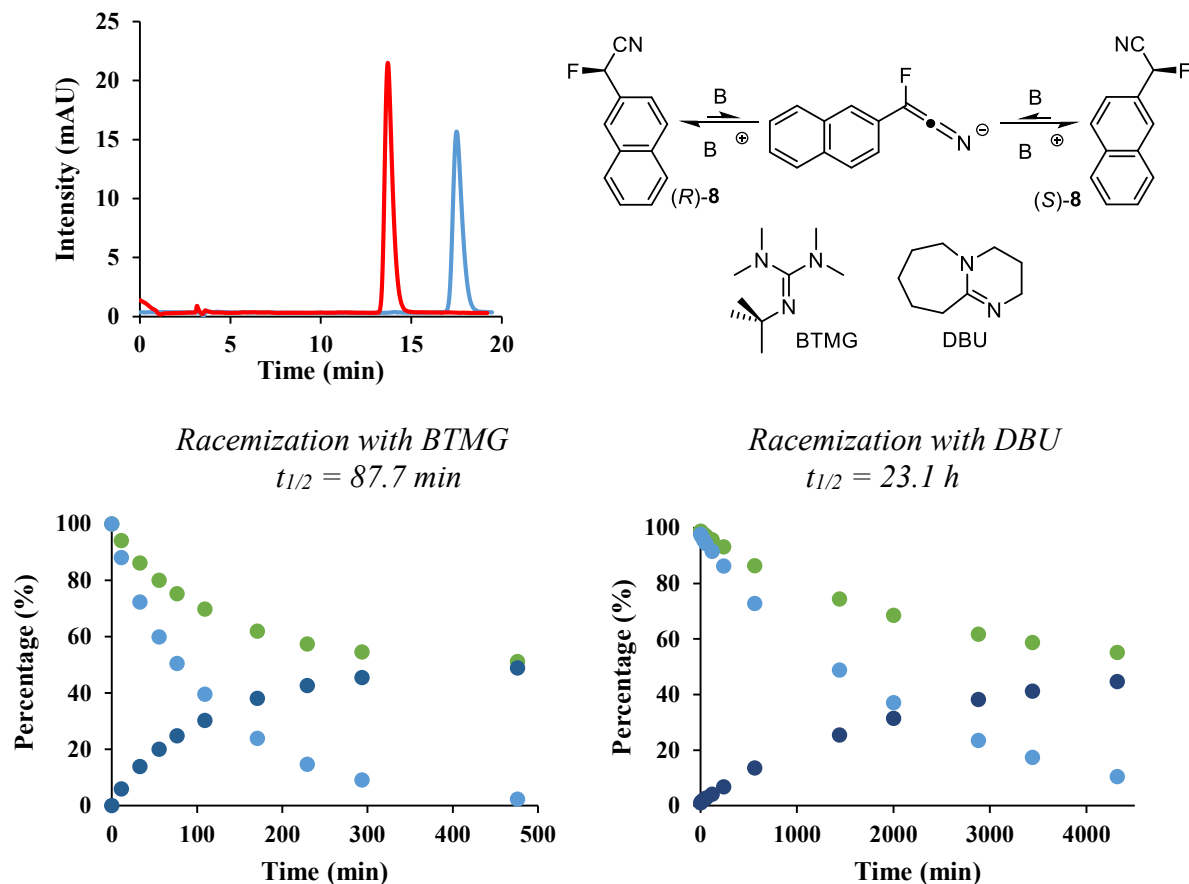 25
20
15
10
5
0
0 5 10 15 20
Intensity (mAU)
Time (min)
CN
F
(R)-8
B
B ⊕
F
N ⊖
B
B ⊕
NC
F
(S)-8
N N
N
BTMG
N
N
DBU
Racemization with BTMG
t1/2 = 87.7 min
100
80
60
40
20
0
0 100 200 300 400 500
Percentage (%)
Time (min)
Racemization with DBU
t1/2 = 23.1 h
100
80
60
40
20
0
0 1000 2000 3000 4000
Percentage (%)
Time (min)